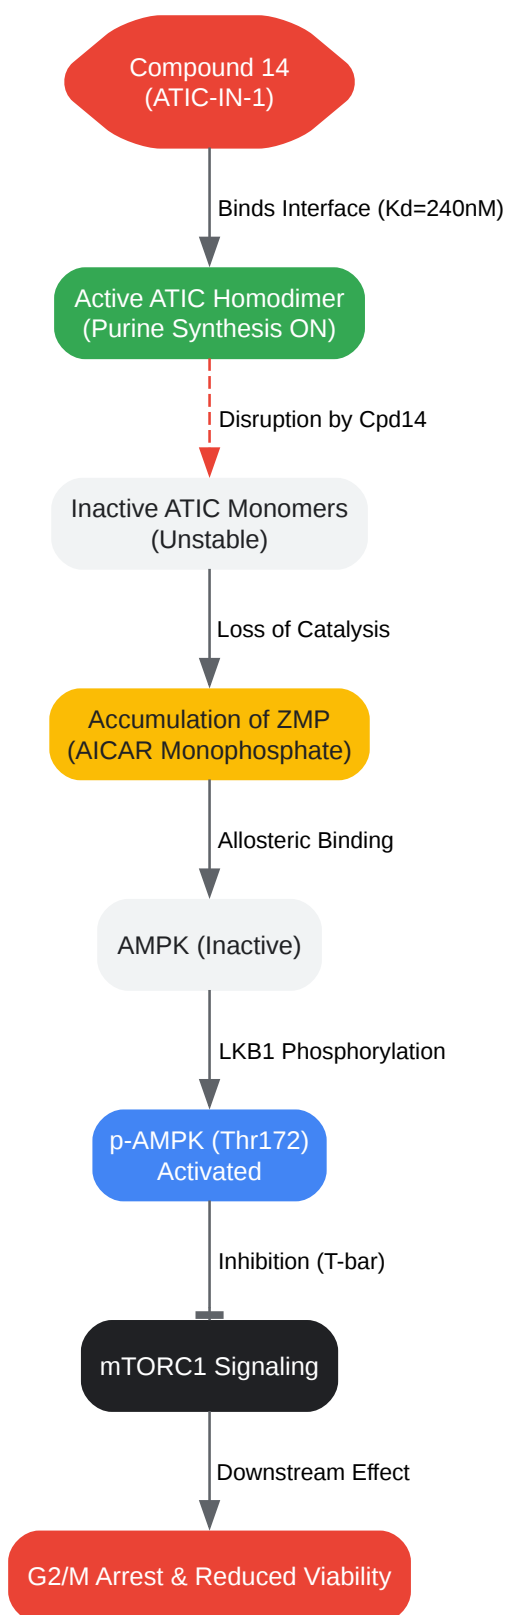 Compound 14
(ATIC-IN-1)
Binds Interface (Kd=240nM)
Active ATIC Homodimer
(Purine Synthesis ON)
Disruption by Cpd14
Inactive ATIC Monomers
(Unstable)
Loss of Catalysis
Accumulation of ZMP
(AICAR Monophosphate)
Allosteric Binding
AMPK (Inactive)
LKB1 Phosphorylation
p-AMPK (Thr172)
Activated
Inhibition (T-bar)
mTORC1 Signaling
Downstream Effect
G2/M Arrest & Reduced Viability